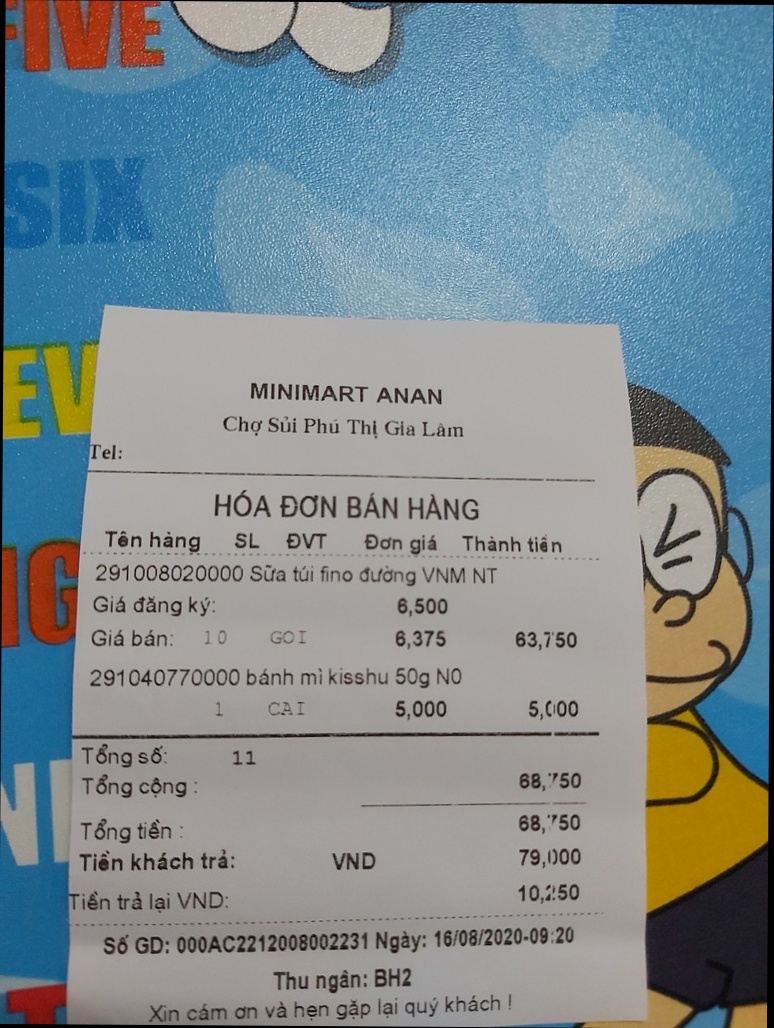 FIVE
SIX
MINIMART ANAN
Chợ Sủi Phú Thị Gia Lâm
Tel:
HÓA ĐƠN BÁN HÀNG
Tên hàng SL ĐVT Đơn giá Thành tiền
291008020000 Sữa túi fino đường VNM NT
Giá đăng ký: 6,500
Giá bán: 10 GOI 6,375 63,750
291040770000 bánh mì kisshu 50g N0
1 CAI 5,000 5,000
Tổng số: 11
Tổng cộng : 68,750
Tổng tiền : 68,750
Tiền khách trả: VND 79,000
Tiền trả lại VND: 10,250
Số GD: 000AC2212008002231 Ngày: 16/08/2020-09:20
Thu ngân: BH2
Xin cám ơn và hẹn gặp lại quý khách !